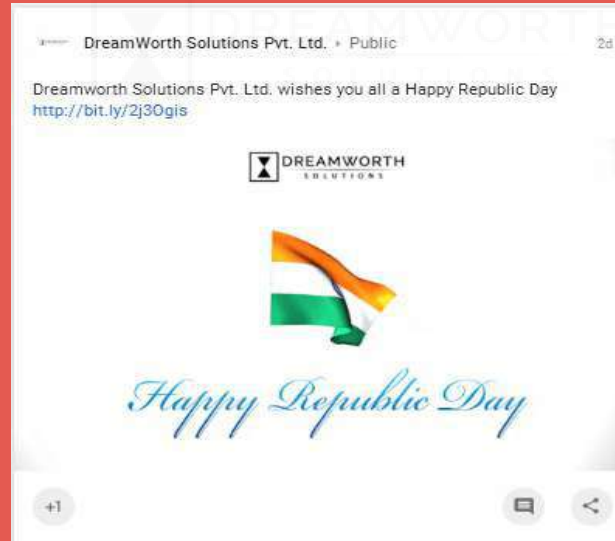 DreamWorth Solutions Pvt. Ltd. ▸ Public 2d
Dreamworth Solutions Pvt. Ltd. wishes you all a Happy Republic Day
http://bit.ly/2j3Ogis
DREAMWORTH
SOLUTIONS
Happy Republic Day
+1